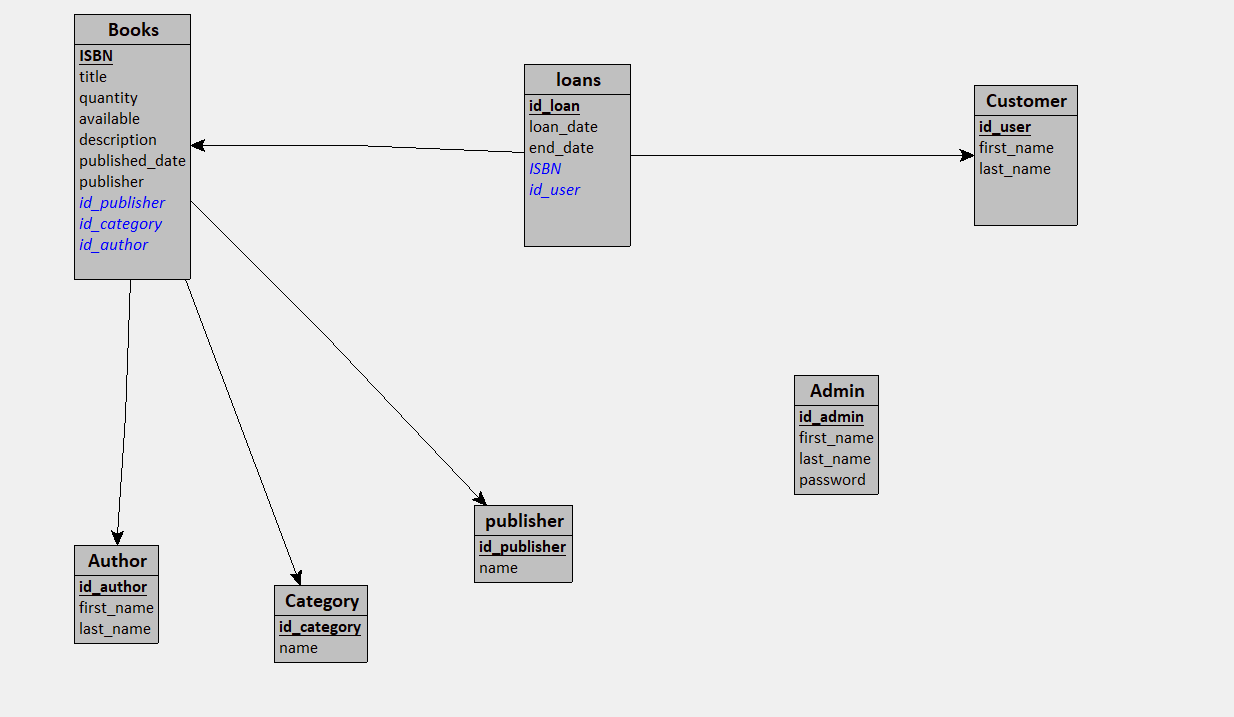 Books
ISBN
title
quantity
available
description
published_date
publisher
id_publisher
id_category
id_author
loans
id_loan
loan_date
end_date
ISBN
id_user
Customer
id_user
first_name
last_name
Admin
id_admin
first_name
last_name
password
publisher
id_publisher
name
Author
id_author
first_name
last_name
Category
id_category
name